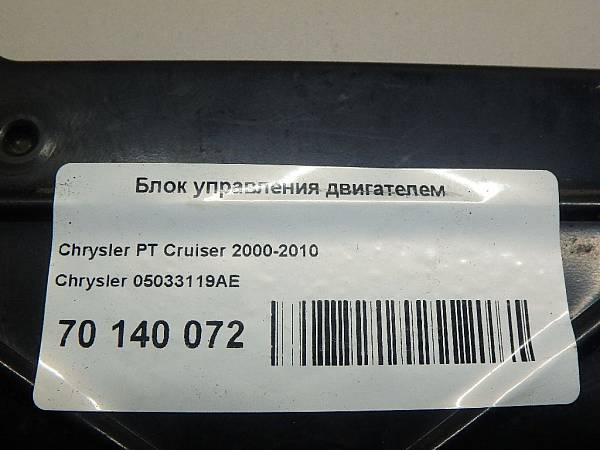 Блок управления двигателем
Chrysler PT Cruiser 2000-2010
Chrysler 05033119AE
70 140 072